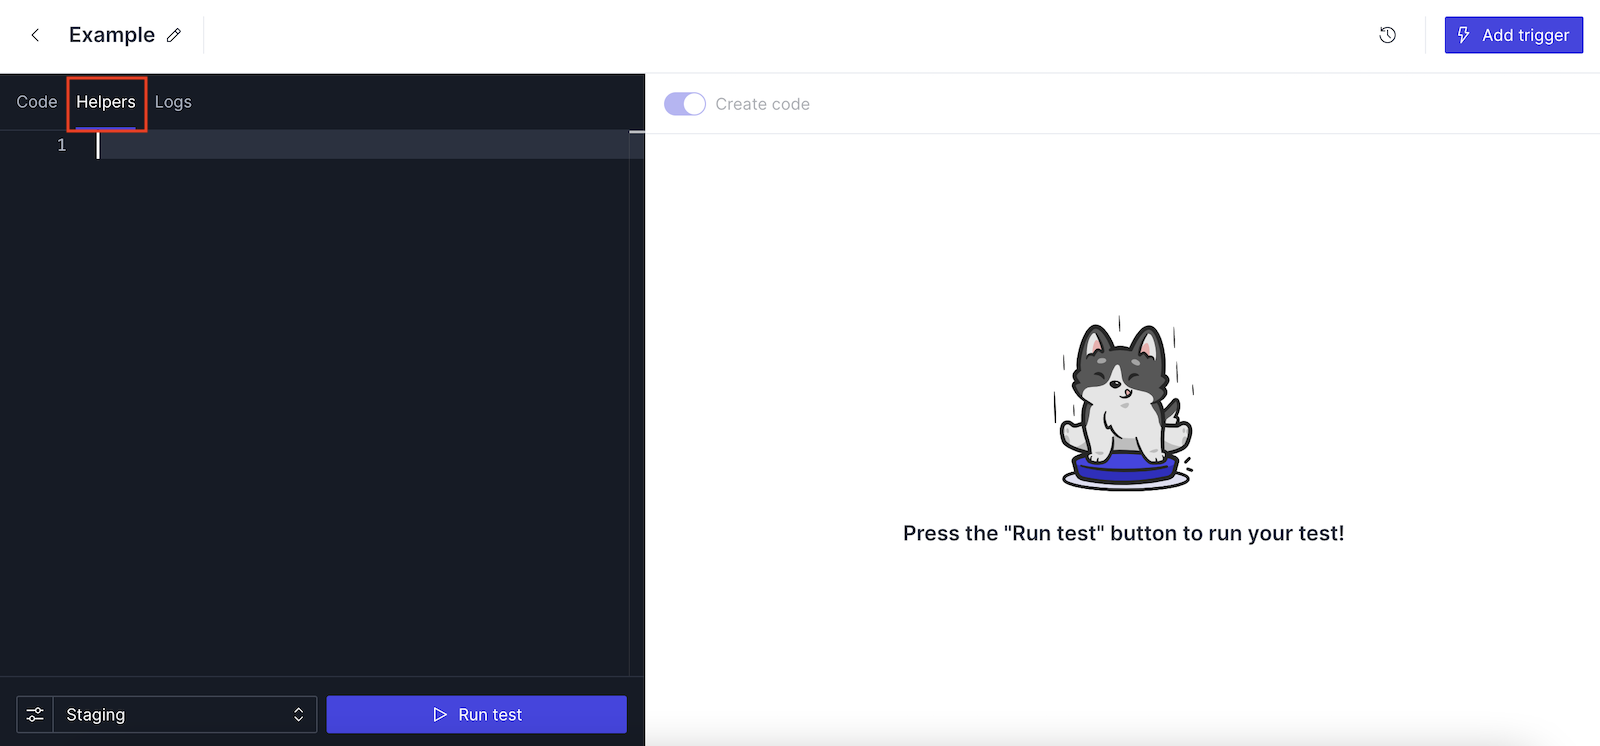 Example
Add trigger
Code Helpers Logs
Create code
1
Press the "Run test" button to run your test!
Staging
Run test